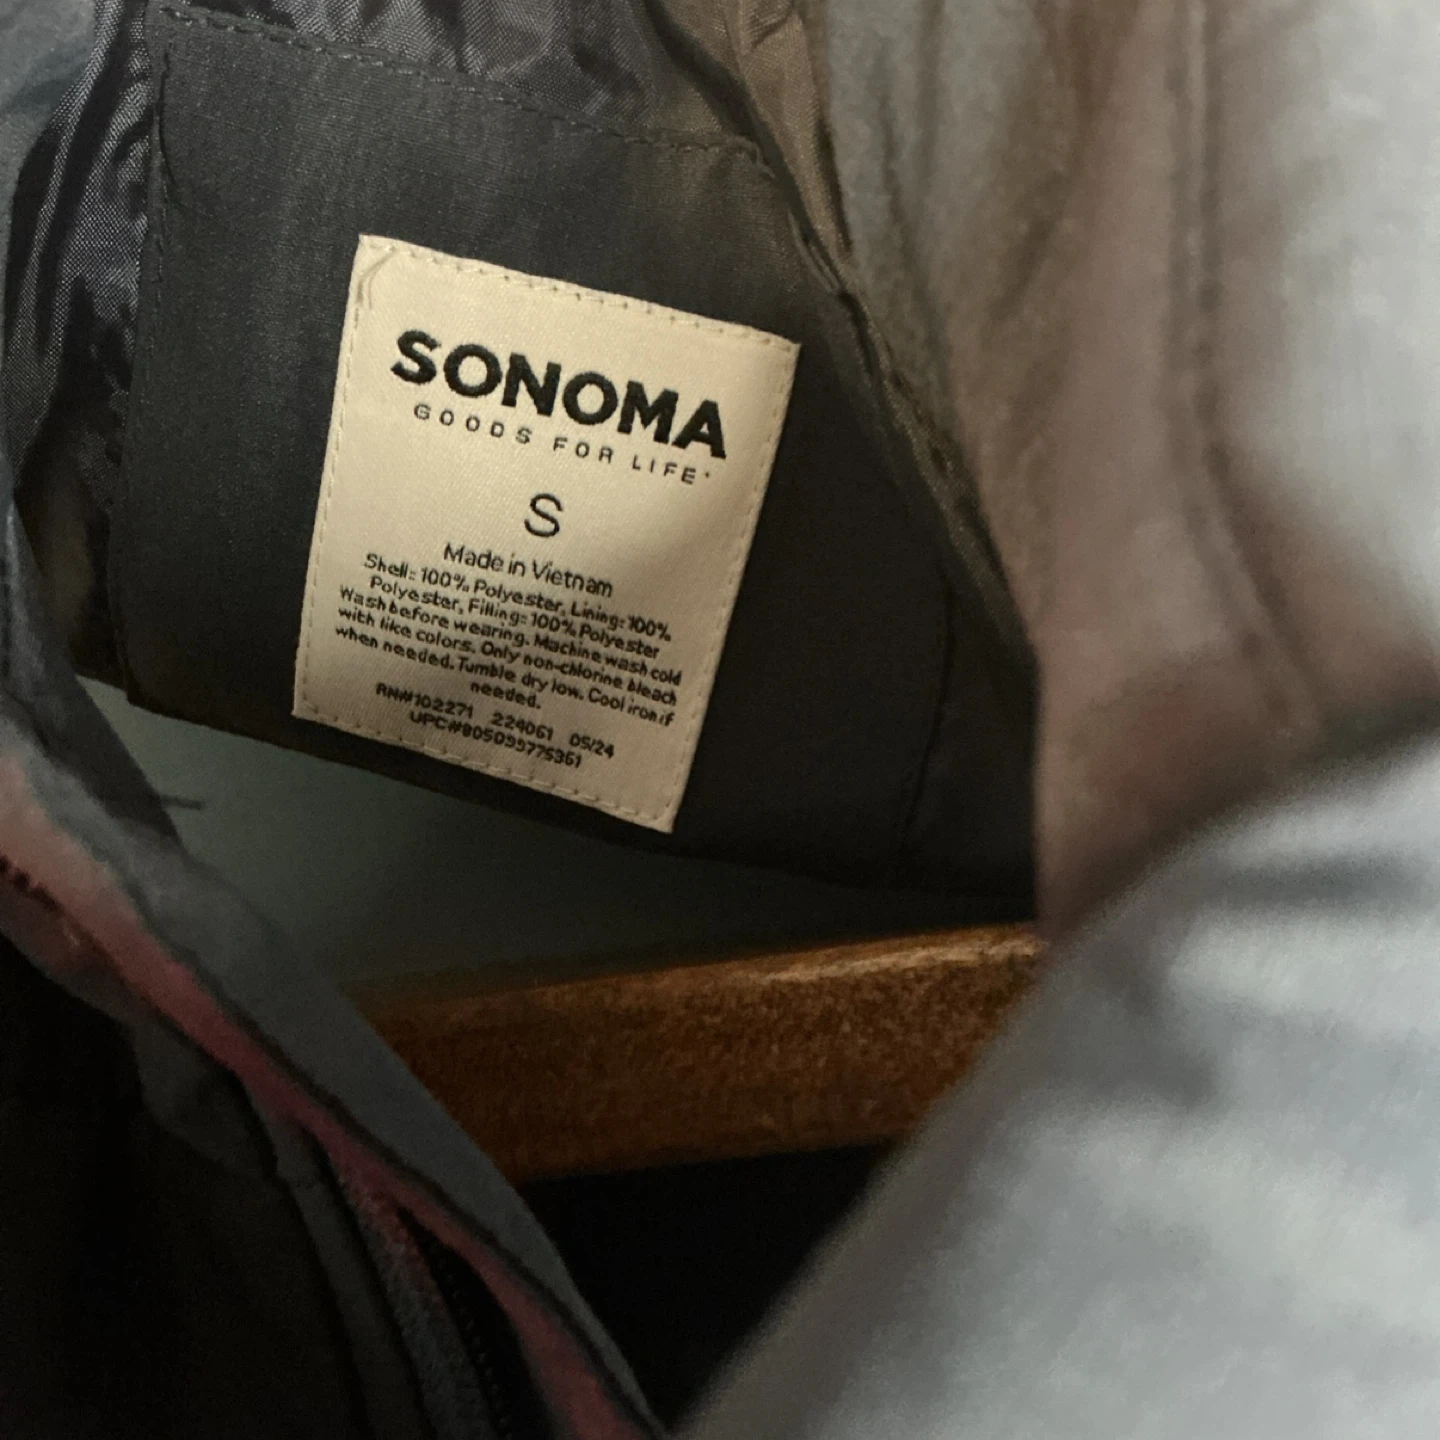 SONOMA
GOODS FOR LIFE
S
Made in Vietnam
Shell: 100% Polyester, Lining: 100%
Polyester, Filling: 100% Polyester
Wash before wearing. Machine wash cold
with like colors. Only non-chlorine bleach
when needed. Tumble dry low. Cool iron if
needed.
RN#102271 224061 05/24
UPC#805099775361